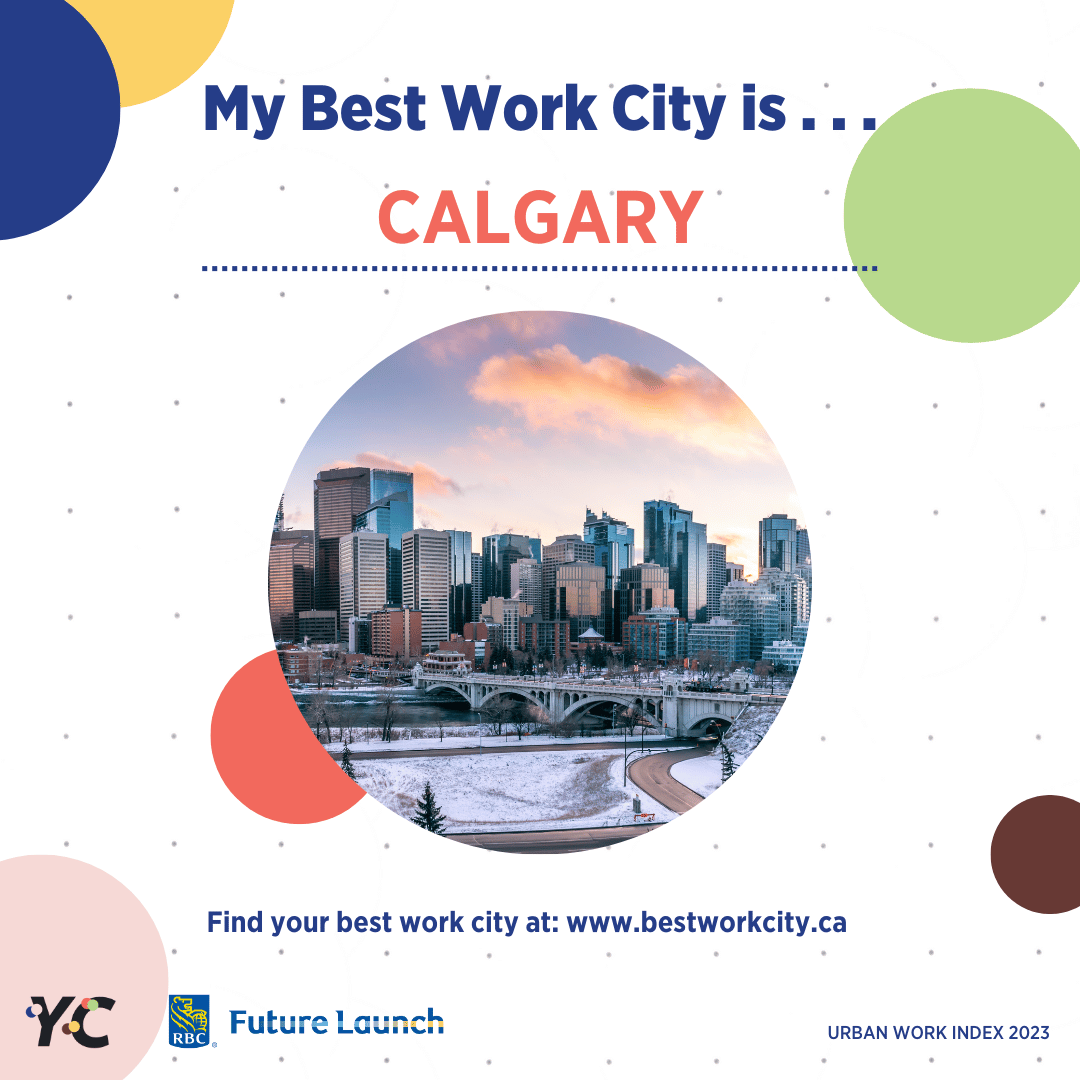 My Best Work City is . . .
CALGARY
Find your best work city at: www.bestworkcity.ca
YC
RBC
®
Future Launch
URBAN WORK INDEX 2023